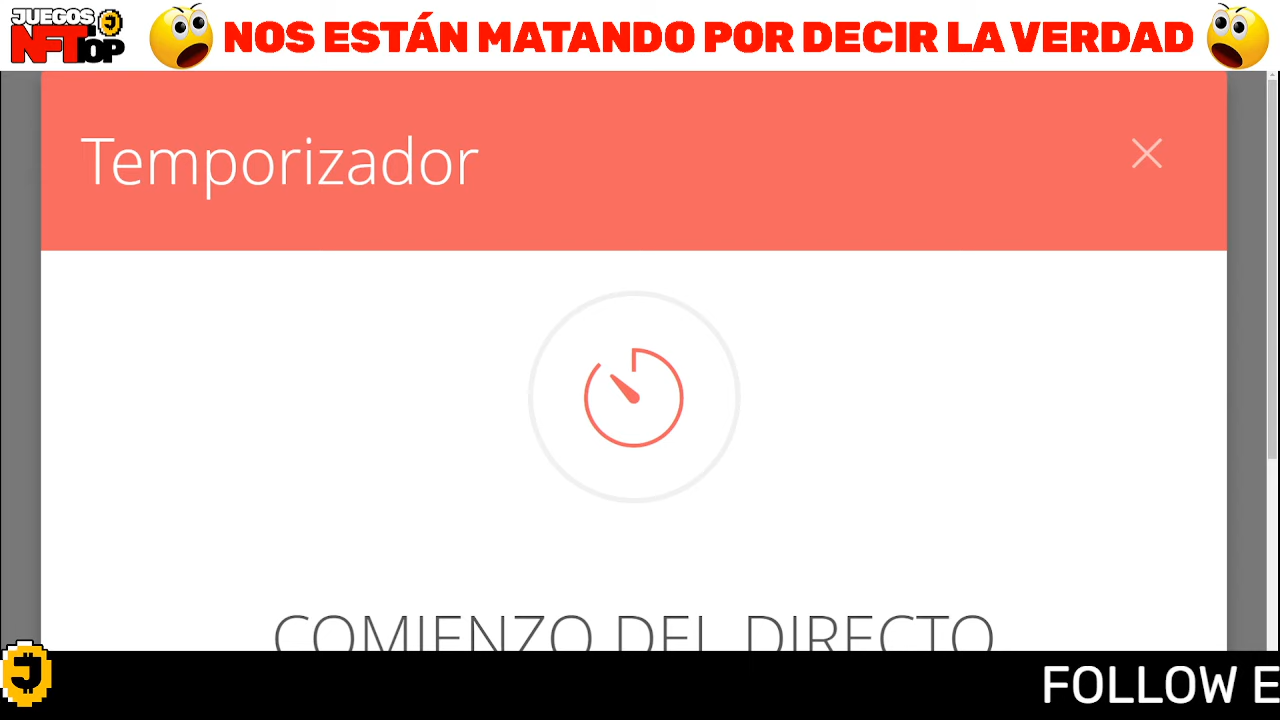 JUEGOS
NFT TOP
NOS ESTÁN MATANDO POR DECIR LA VERDAD
Temporizador
COMIENZO DEL DIRECTO
FOLLOW E